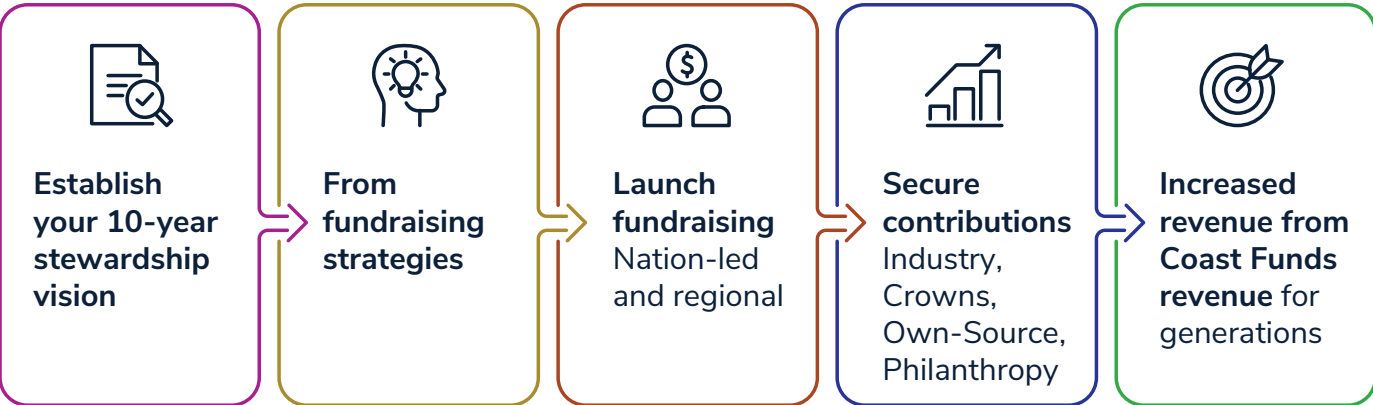 Establish
your 10-year
stewardship
vision
From
fundraising
strategies
$
Launch
fundraising
Nation-led
and regional
Secure
contributions
Industry,
Crowns,
Own-Source,
Philanthropy
Increased
revenue from
Coast Funds
revenue for
generations